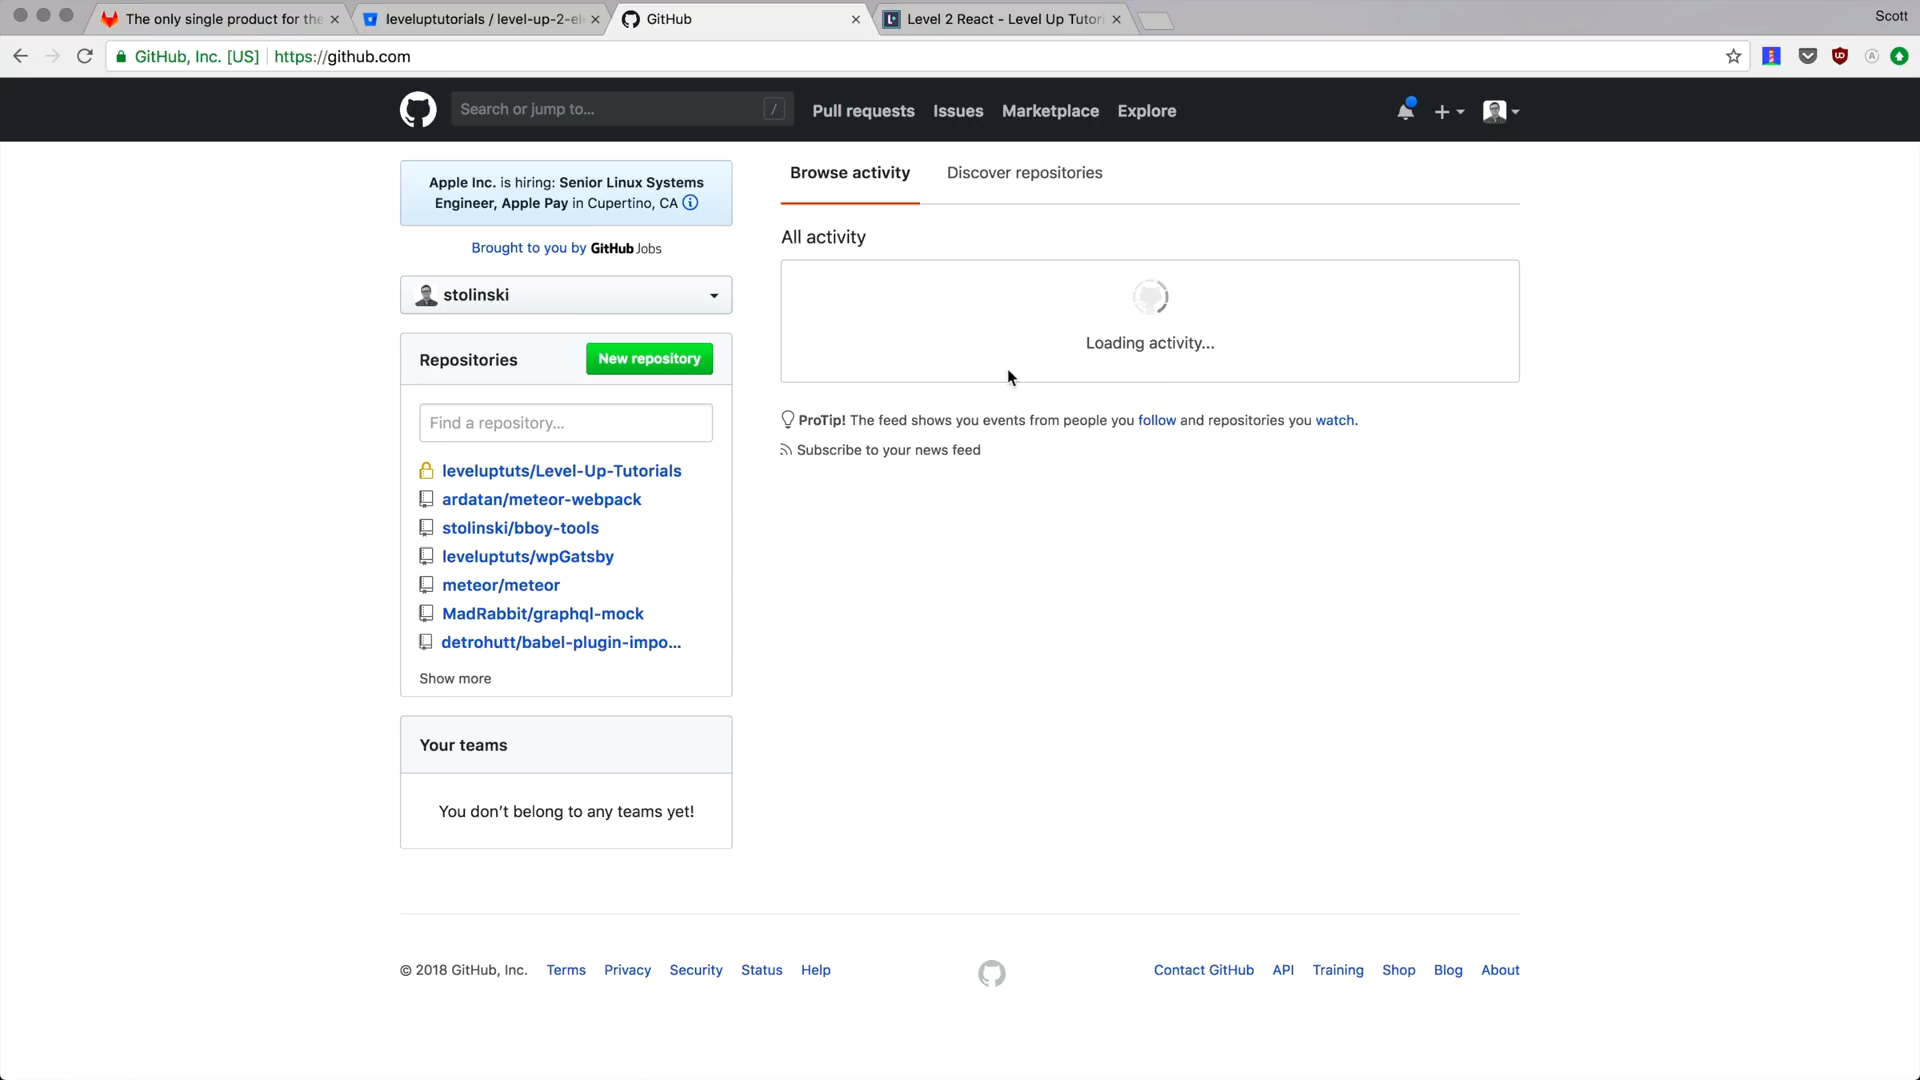 The only single product for the
leveluptutorials / level-up-2-el
GitHub
Level 2 React - Level Up Tutori
Scott
GitHub, Inc. [US]
https://github.com
Search or jump to...
/
Pull requests
Issues
Marketplace
Explore
Apple Inc. is hiring: Senior Linux Systems
Engineer, Apple Pay in Cupertino, CA
Brought to you by GitHub Jobs
stolinski
Repositories
New repository
Find a repository...
leveluptuts/Level-Up-Tutorials
ardatan/meteor-webpack
stolinski/bboy-tools
leveluptuts/wpGatsby
meteor/meteor
MadRabbit/graphql-mock
detrohutt/babel-plugin-impo...
Show more
Your teams
You don’t belong to any teams yet!
Browse activity
Discover repositories
All activity
Loading activity...
ProTip! The feed shows you events from people you follow and repositories you watch.
Subscribe to your news feed
© 2018 GitHub, Inc.
Terms
Privacy
Security
Status
Help
Contact GitHub
API
Training
Shop
Blog
About